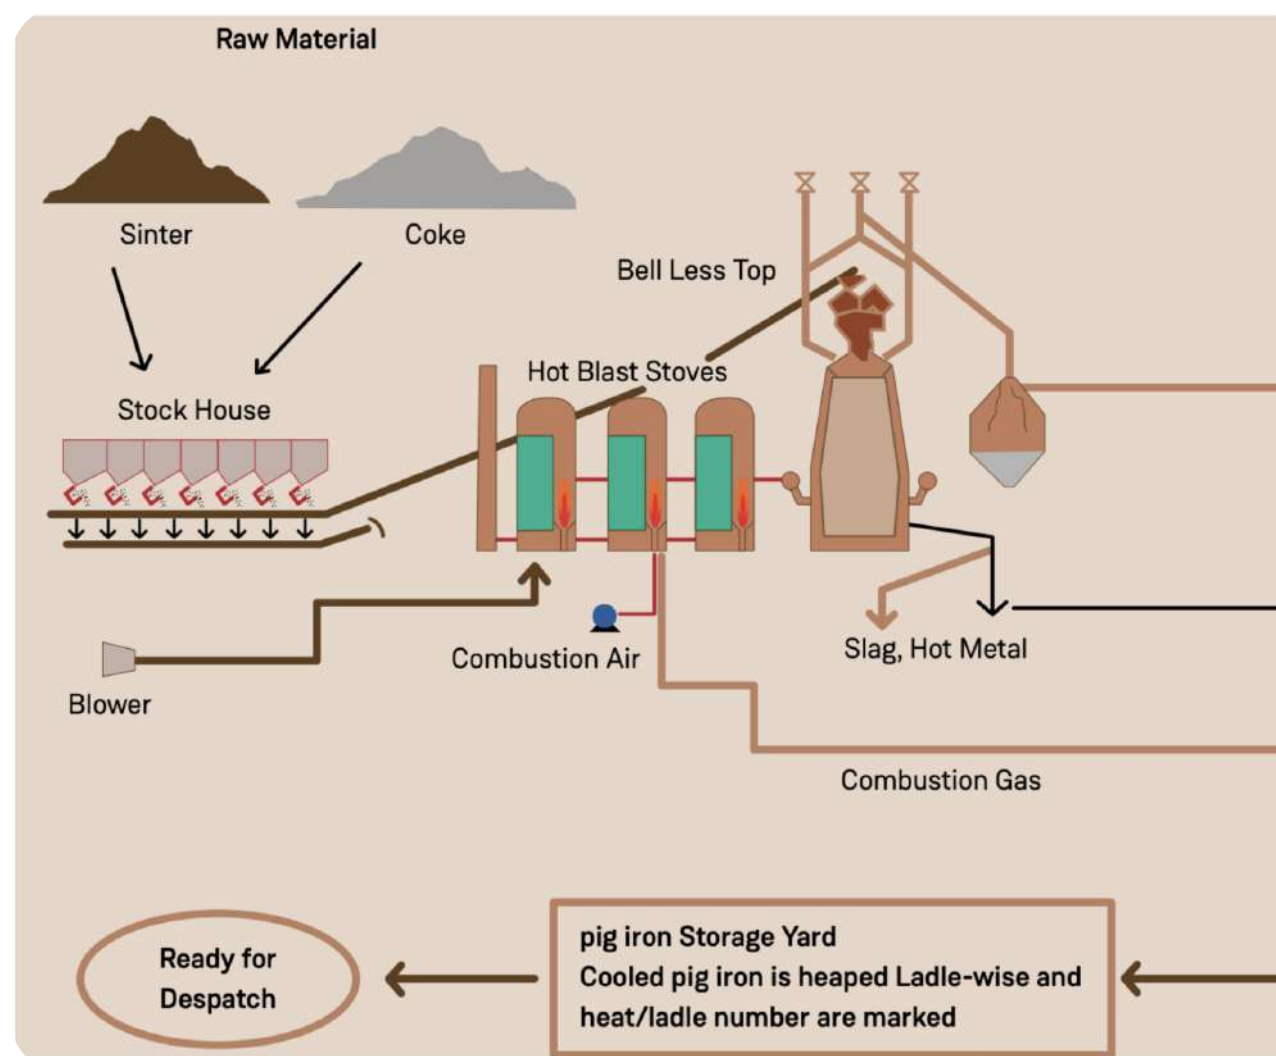 Raw Material
Sinter
Coke
Bell Less Top
Hot Blast Stoves
Stock House
Combustion Air
Slag, Hot Metal
Blower
Combustion Gas
Ready for
Despatch
pig iron Storage Yard
Cooled pig iron is heaped Ladle-wise and
heat/ladle number are marked